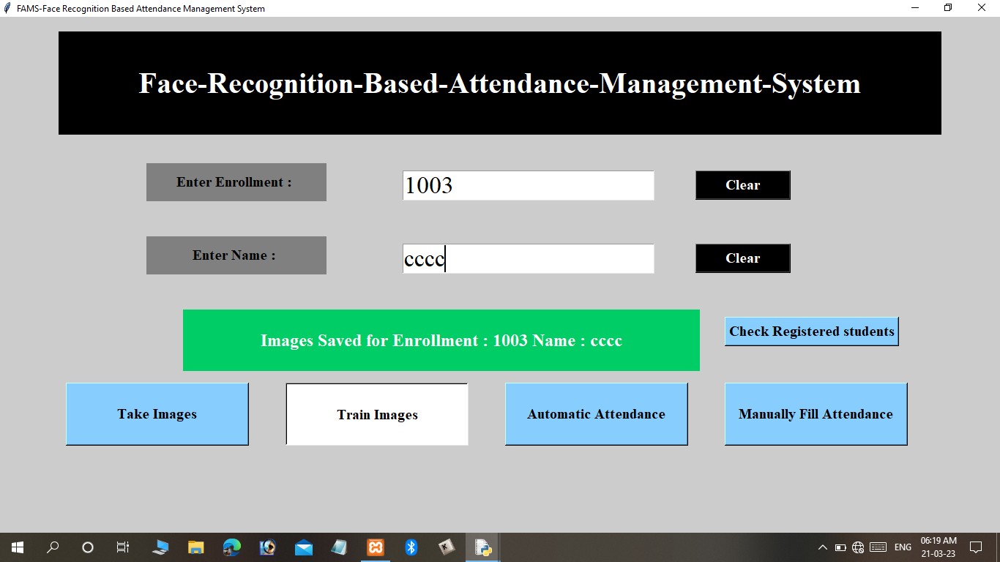 FAMS-Face Recognition Based Attendance Management System
Face-Recognition-Based-Attendance-Management-System
Enter Enrollment :
1003
Clear
Enter Name :
cccc
Clear
Images Saved for Enrollment : 1003 Name : cccc
Check Registered students
Take Images
Train Images
Automatic Attendance
Manually Fill Attendance
ENG
06:19 AM
21-03-23